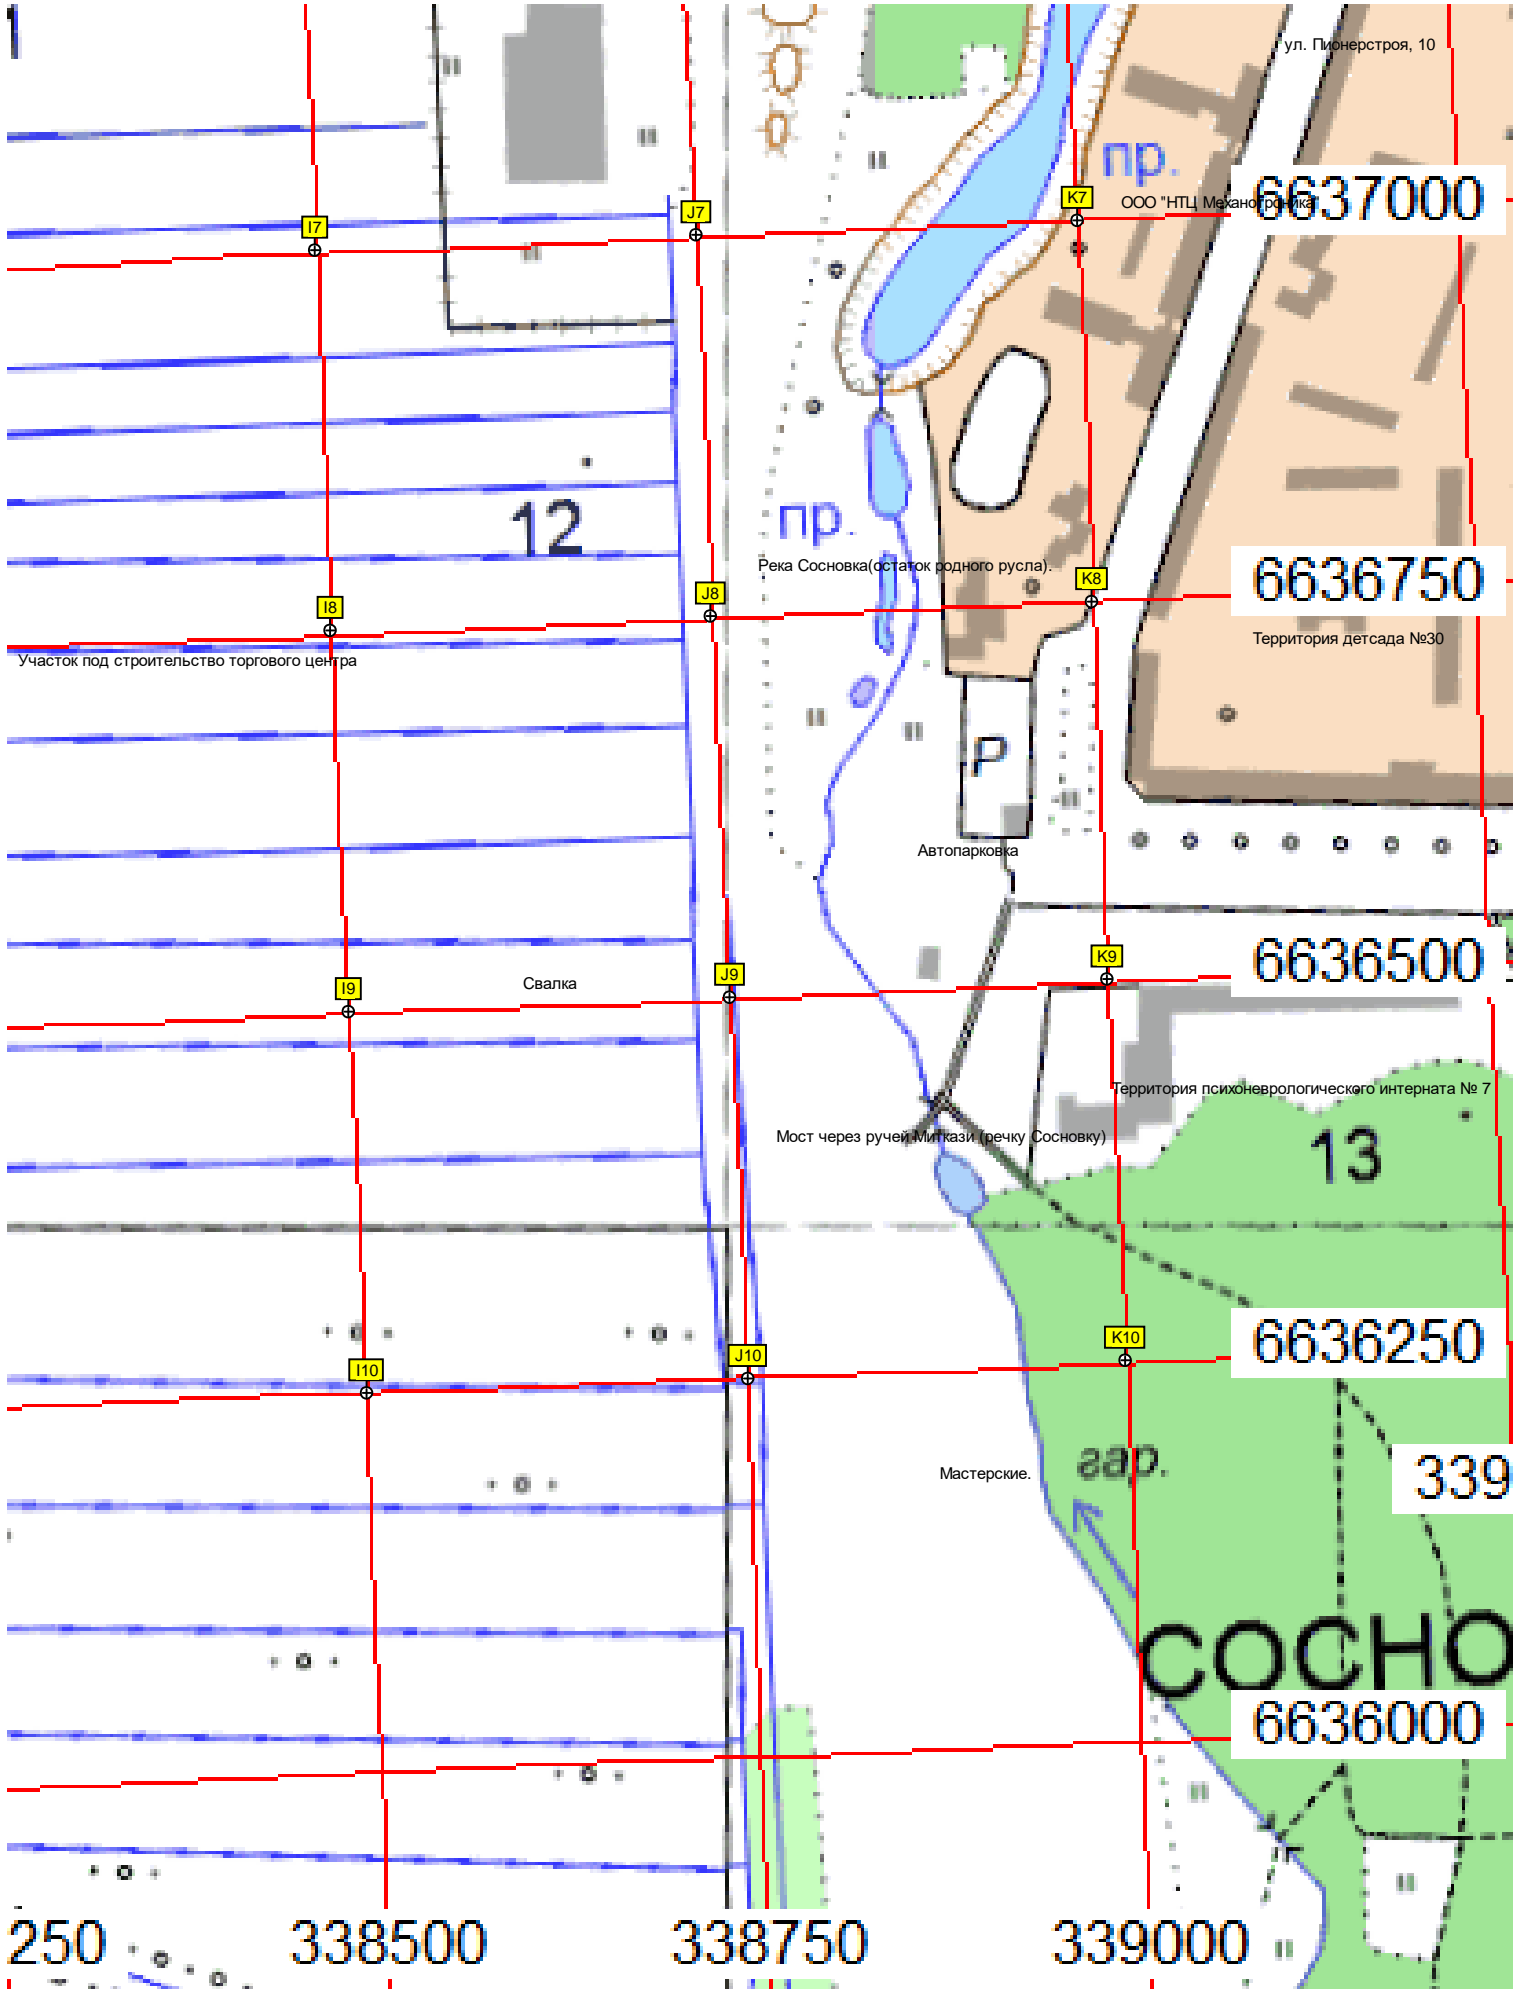 ул. Пионерстроя, 10
пр.
K7
ООО "НТЦ Механотроника"
6637000
J7
I7
12
пр.
Река Сосновка(остаток родного русла).
K8
6636750
J8
I8
Территория детсада №30
Участок под строительство торгового центра
P
Автопарковка
K9
6636500
J9
Свалка
I9
Территория психоневрологического интерната № 7
Мост через ручей Миткази (речку Сосновку)
13
K10
6636250
J10
I10
гар.
Мастерские.
339
СОСНО
6636000
250
338500
338750
339000